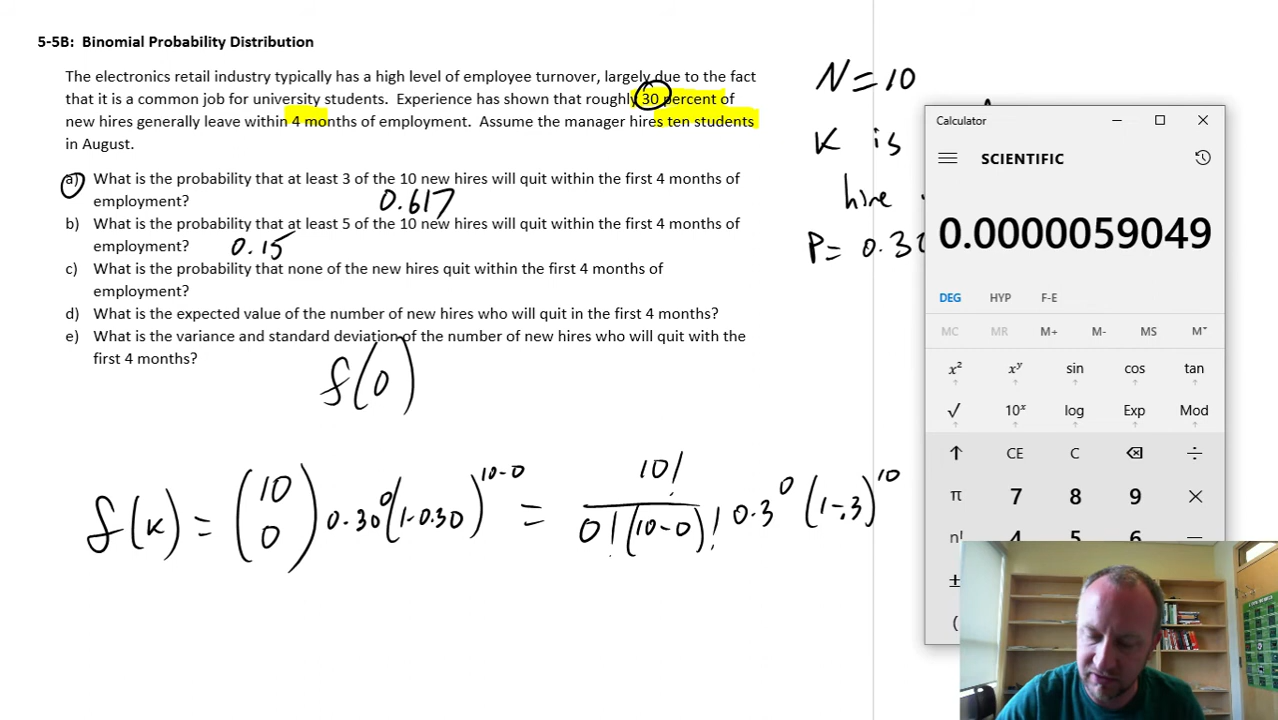 5-5B: Binomial Probability Distribution
The electronics retail industry typically has a high level of employee turnover, largely due to the fact
that it is a common job for university students. Experience has shown that roughly 30 percent of
new hires generally leave within 4 months of employment. Assume the manager hires ten students
in August.
a) What is the probability that at least 3 of the 10 new hires will quit within the first 4 months of
employment? 0.617
b) What is the probability that at least 5 of the 10 new hires will quit within the first 4 months of
employment? 0.15
c) What is the probability that none of the new hires quit within the first 4 months of
employment?
d) What is the expected value of the number of new hires who will quit in the first 4 months?
e) What is the variance and standard deviation of the number of new hires who will quit with the
first 4 months?
f(0)
f(k) = (10 0) 0.30^0 (1-0.30)^10-0 = 10! / 0!(10-0)! 0.3^0 (1-.3)^10
N=10
K is
hire
P= 0.30
Calculator
SCIENTIFIC
0.0000059049
DEG HYP F-E
MC MR M+ M- MS M˅
x² xʸ sin cos tan
√ 10ˣ log Exp Mod
↑ CE C ⌫ ÷
π 7 8 9 ×
n! 4 5 6 −
±
(